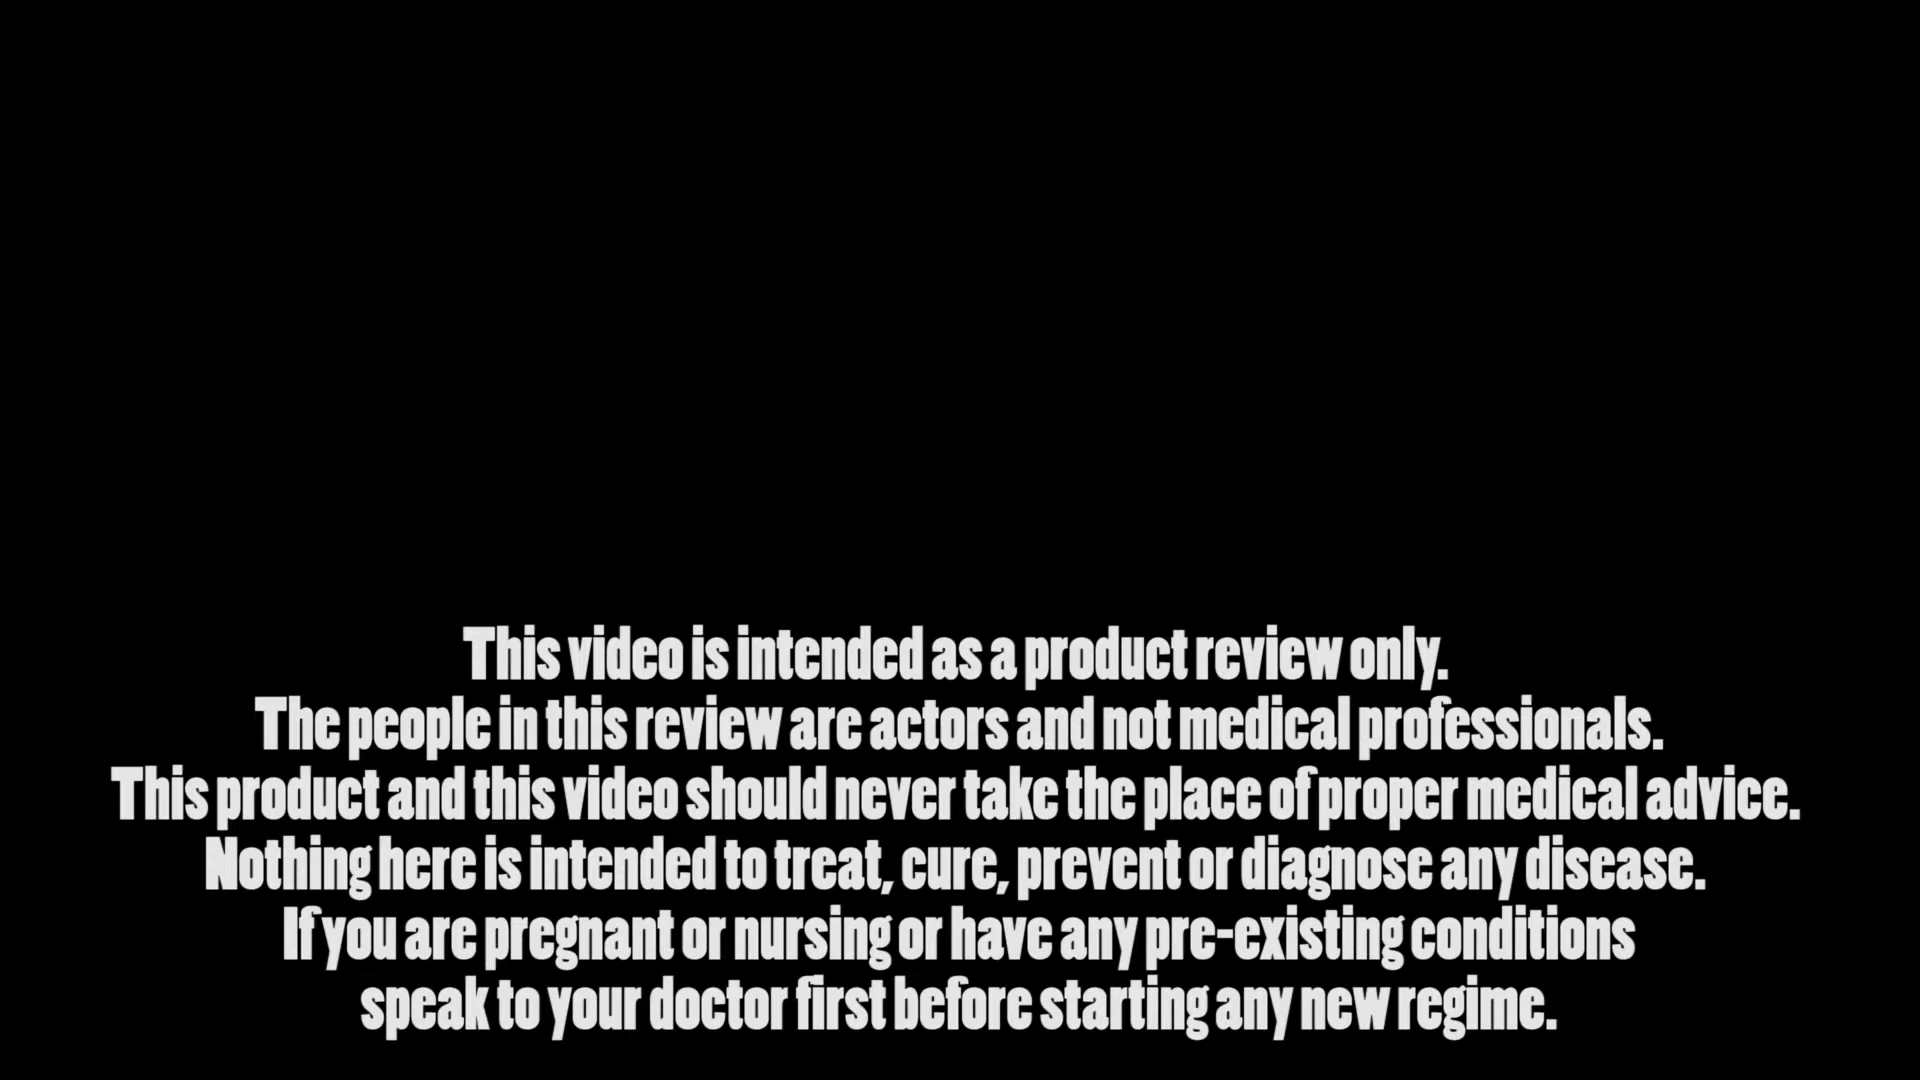 This video is intended as a product review only.
The people in this review are actors and not medical professionals.
This product and this video should never take the place of proper medical advice.
Nothing here is intended to treat, cure, prevent or diagnose any disease.
If you are pregnant or nursing or have any pre-existing conditions
speak to your doctor first before starting any new regime.